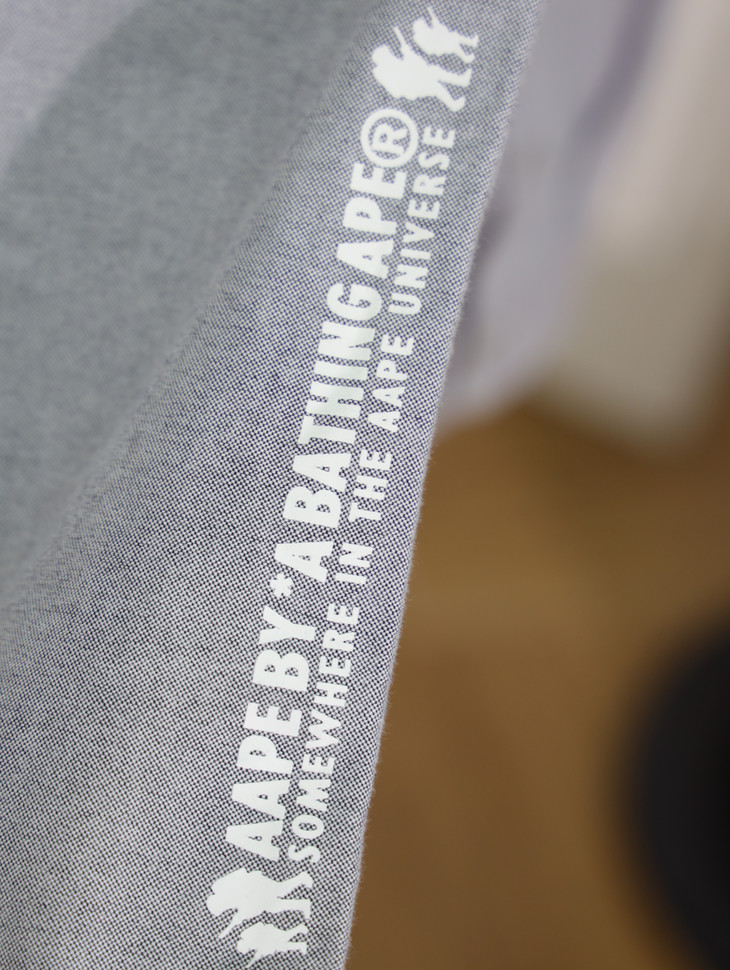 AAPE BY *A BATHING APE®
SOMEWHERE IN THE AAPE UNIVERSE